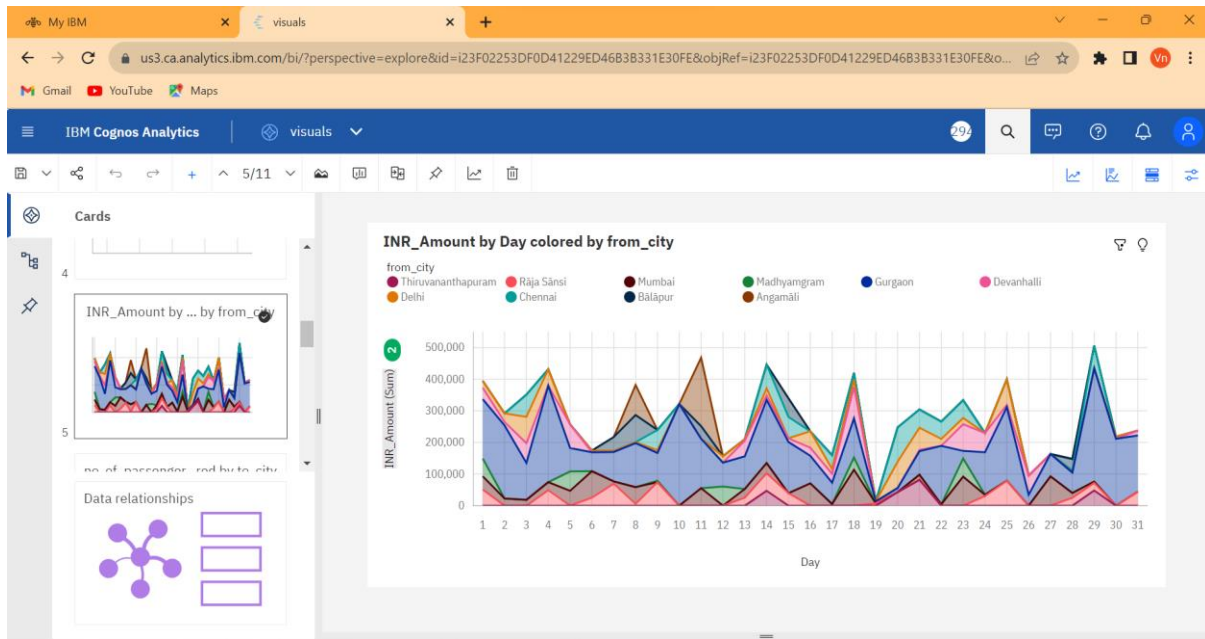 My IBM
visuals
us3.ca.analytics.ibm.com/bi/?perspective=explore&id=i23F02253DF0D41229ED46B3B331E30FE&objRef=i23F02253DF0D41229ED46B3B331E30FE&o...
Vn
Gmail YouTube Maps
IBM Cognos Analytics visuals
294
5/11
Cards
4
INR_Amount by ... by from_city
5
Data relationships
INR_Amount by Day colored by from_city
from_city
Thiruvananthapuram Rāja Sānsi Mumbai Madhyamgram Gurgaon Devanhalli
Delhi Chennai Bālāpur Angamāli
2
INR_Amount (Sum)
500,000
400,000
300,000
200,000
100,000
0
1 2 3 4 5 6 7 8 9 10 11 12 13 14 15 16 17 18 19 20 21 22 23 24 25 26 27 28 29 30 31
Day